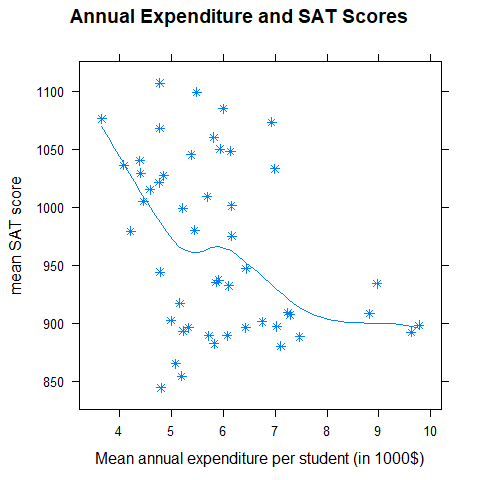 Annual Expenditure and SAT Scores
1100
1050
1000
950
900
850
mean SAT score
4 5 6 7 8 9 10
Mean annual expenditure per student (in 1000$)